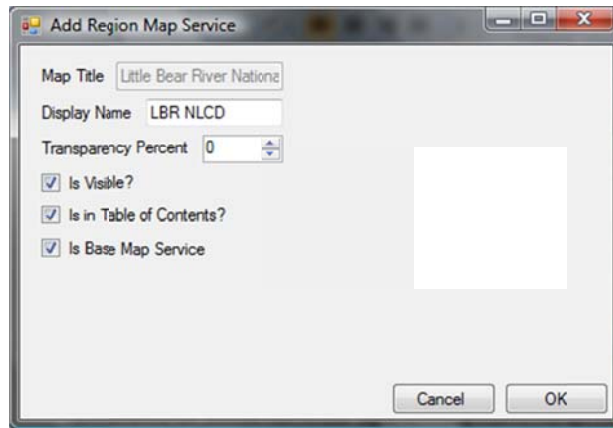 Add Region Map Service
Map Title Little Bear River Nationa
Display Name LBR NLCD
Transparency Percent 0
Is Visible?
Is in Table of Contents?
Is Base Map Service
Cancel OK